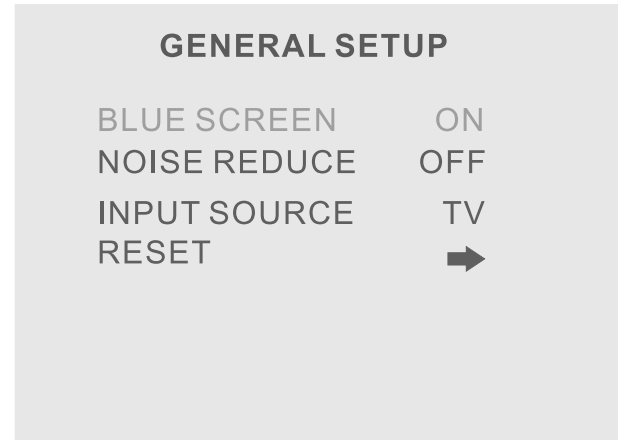 GENERAL SETUP
BLUE SCREEN ON
NOISE REDUCE OFF
INPUT SOURCE TV
RESET